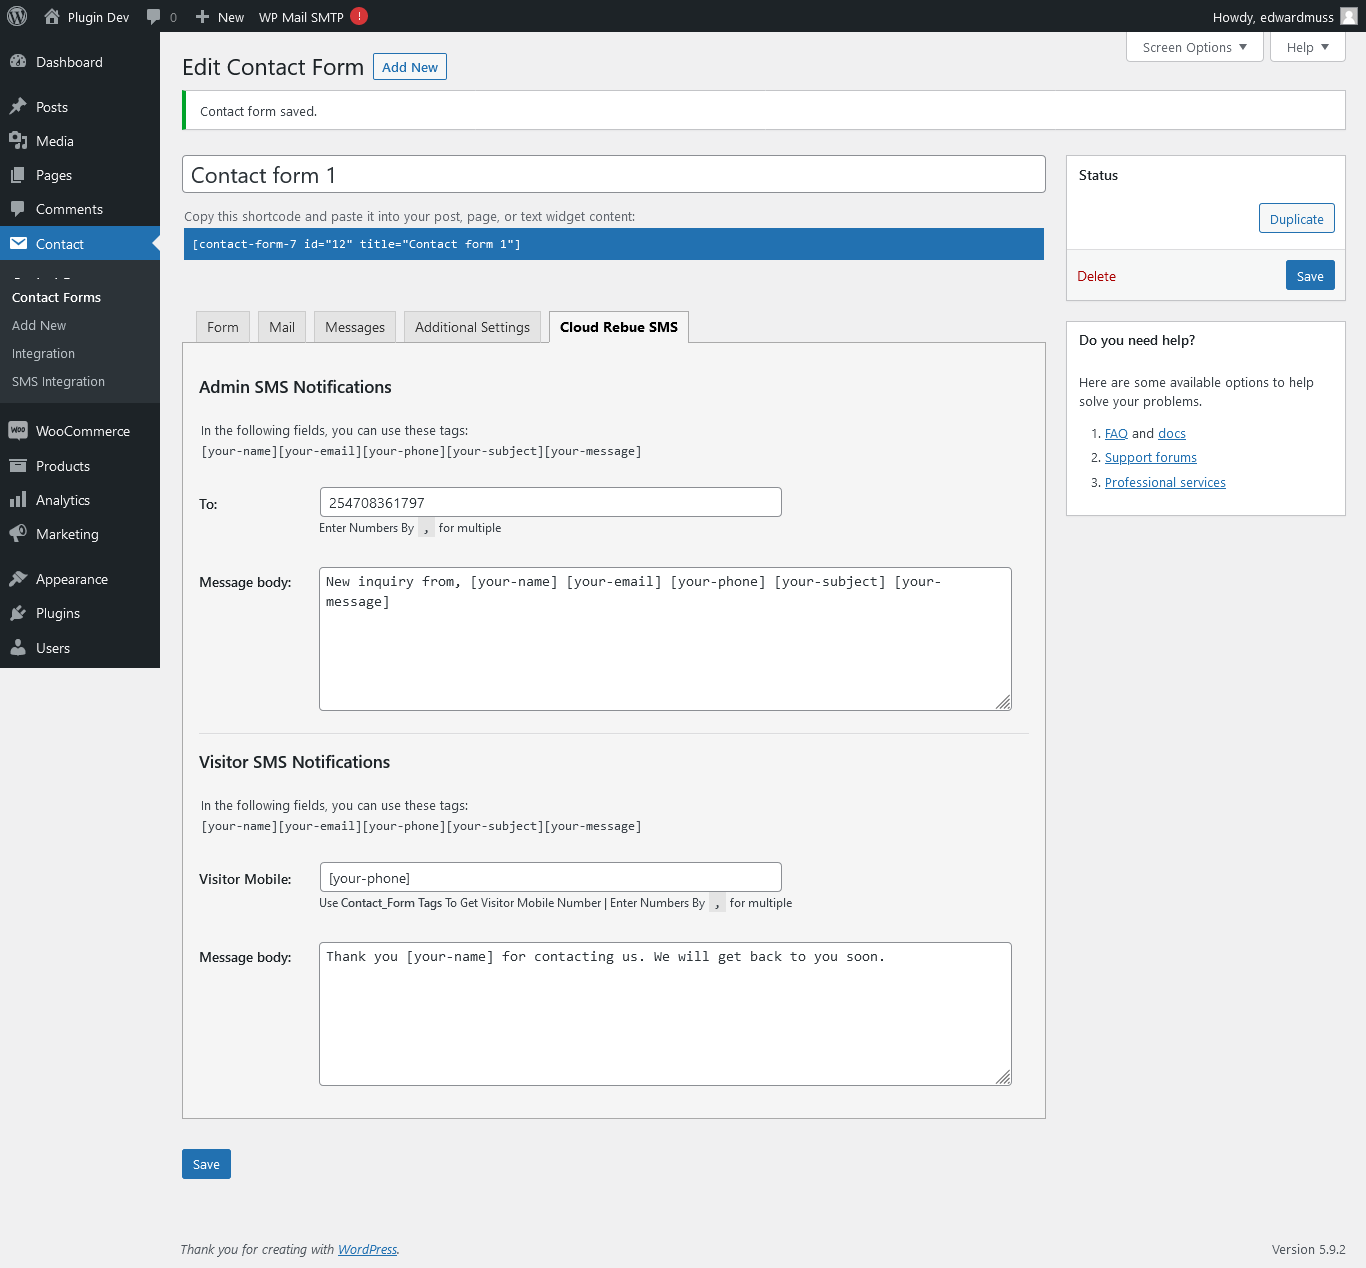 Plugin Dev
0
New
WP Mail SMTP
!
Howdy, edwardmuss
Dashboard
Posts
Media
Pages
Comments
Contact
Contact Forms
Add New
Integration
SMS Integration
WooCommerce
Products
Analytics
Marketing
Appearance
Plugins
Users
Screen Options
Help
Edit Contact Form
Add New
Contact form saved.
Contact form 1
Copy this shortcode and paste it into your post, page, or text widget content:
[contact-form-7 id="12" title="Contact form 1"]
Form
Mail
Messages
Additional Settings
Cloud Rebue SMS
Admin SMS Notifications
In the following fields, you can use these tags:
[your-name][your-email][your-phone][your-subject][your-message]
To:
254708361797
Enter Numbers By , for multiple
Message body:
New inquiry from, [your-name] [your-email] [your-phone] [your-subject] [your-
message]
Visitor SMS Notifications
In the following fields, you can use these tags:
[your-name][your-email][your-phone][your-subject][your-message]
Visitor Mobile:
[your-phone]
Use Contact_Form Tags To Get Visitor Mobile Number | Enter Numbers By , for multiple
Message body:
Thank you [your-name] for contacting us. We will get back to you soon.
Save
Status
Duplicate
Delete
Save
Do you need help?
Here are some available options to help
solve your problems.
1. FAQ and docs
2. Support forums
3. Professional services
Thank you for creating with WordPress.
Version 5.9.2